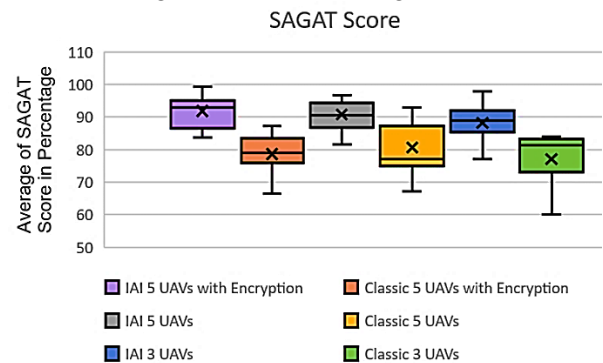 SAGAT Score
Average of SAGAT
Score in Percentage
110
100
90
80
70
60
50
IAI 5 UAVs with Encryption
Classic 5 UAVs with Encryption
IAI 5 UAVs
Classic 5 UAVs
IAI 3 UAVs
Classic 3 UAVs